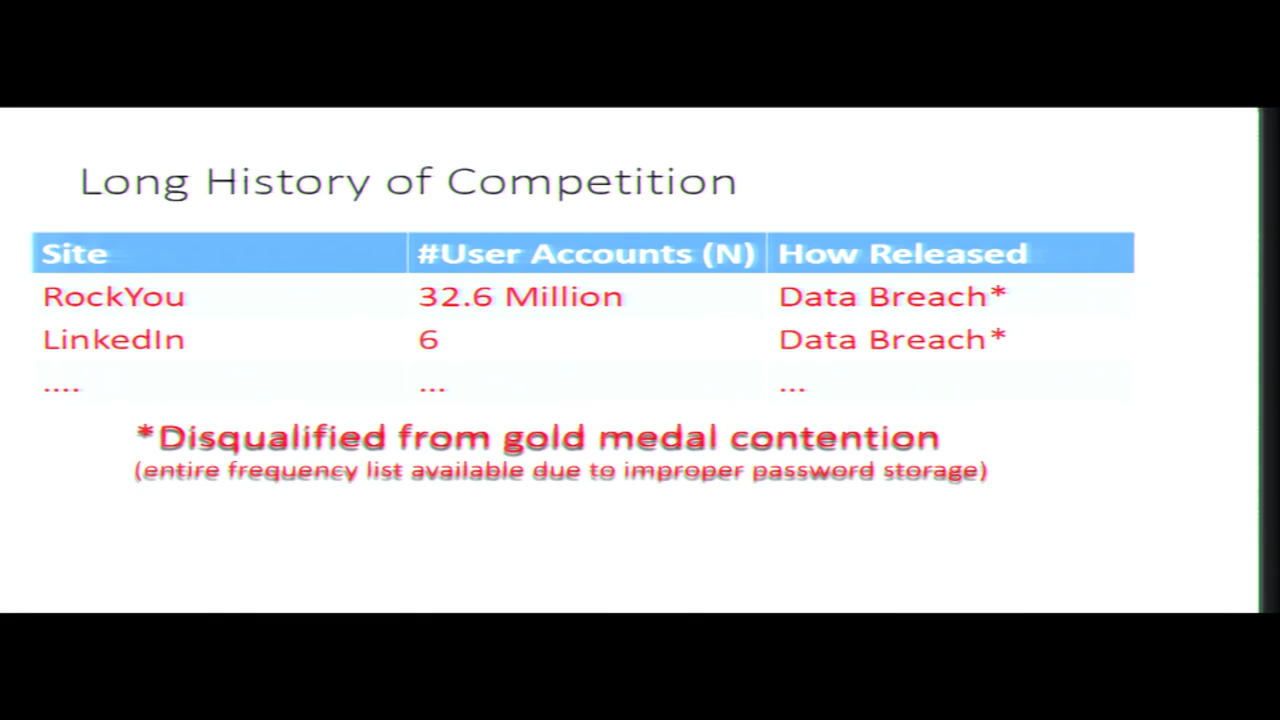 Long History of Competition
Site #User Accounts (N) How Released
RockYou 32.6 Million Data Breach*
LinkedIn 6 Data Breach*
.... ... ...
*Disqualified from gold medal contention
(entire frequency list available due to improper password storage)